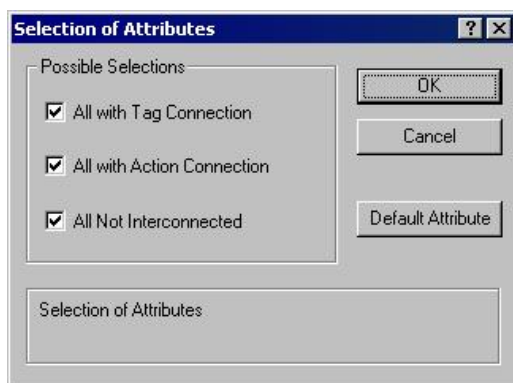 Selection of Attributes
Possible Selections
All with Tag Connection
All with Action Connection
All Not Interconnected
OK
Cancel
Default Attribute
Selection of Attributes